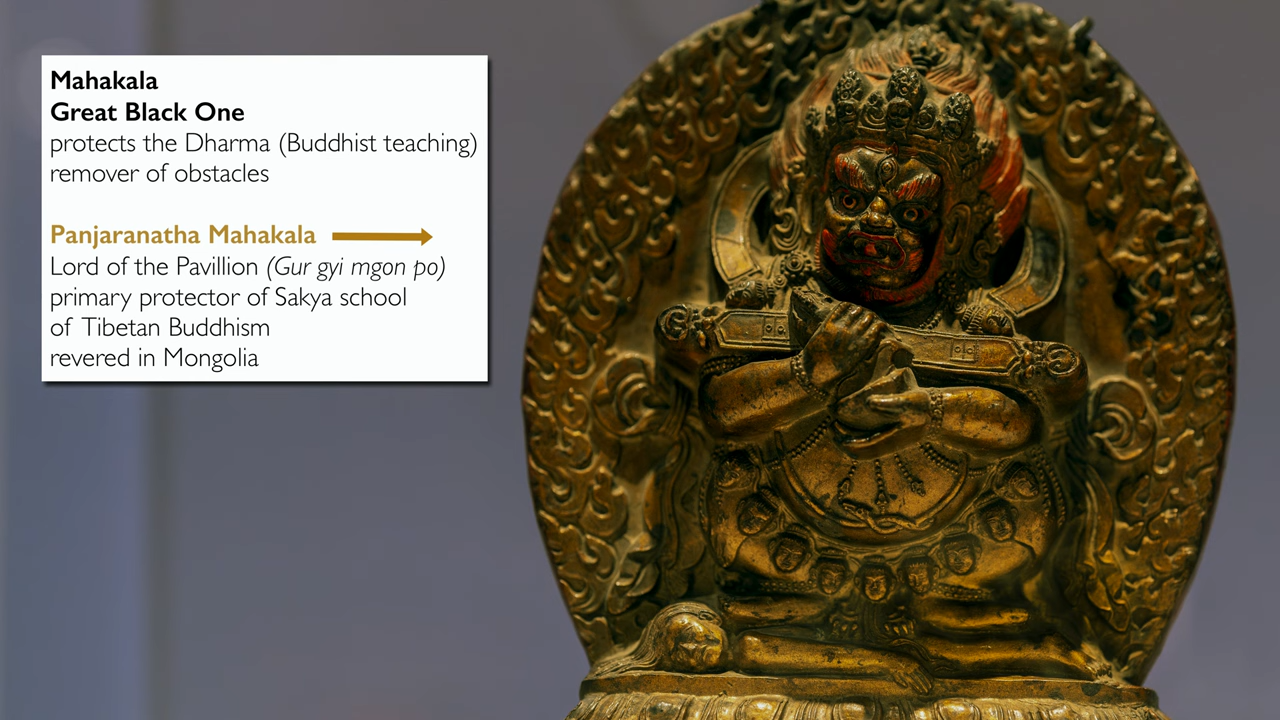 Mahakala
Great Black One
protects the Dharma (Buddhist teaching)
remover of obstacles
Panjaranatha Mahakala
Lord of the Pavillion (Gur gyi mgon po)
primary protector of Sakya school
of Tibetan Buddhism
revered in Mongolia